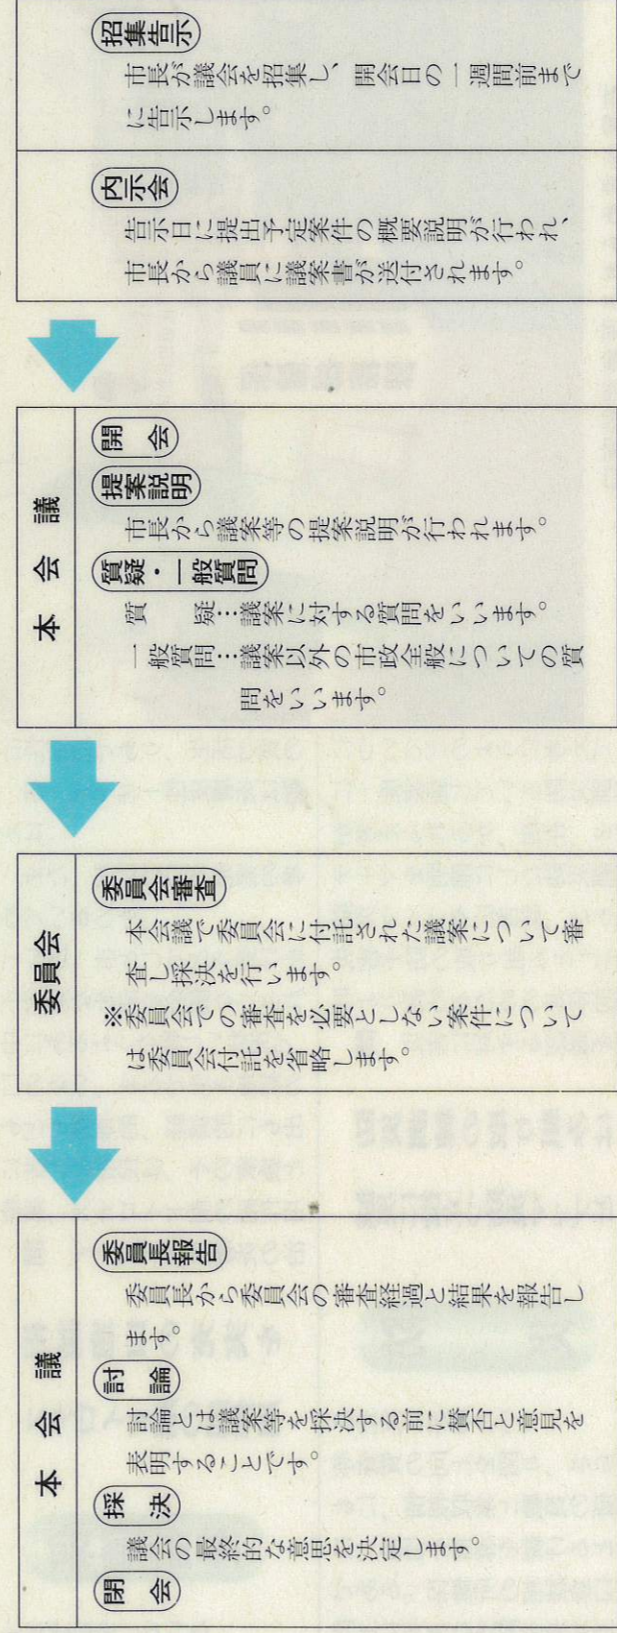 招集告示
市長が議会を招集し、開会日の一週間前まで
に告示します。
内示会
告示日に提出予定案件の概要説明が行われ、
市長から議員に議案書が送付されます。
本会議
開会
提案説明
市長から議案等の提案説明が行われます。
質疑・一般質問
質　疑…議案に対する質問をいいます。
一般質問…議案以外の市政全般についての質
問をいいます。
委員会
委員会審査
本会議で委員会に付託された議案について審
査し採決を行います。
※委員会での審査を必要としない案件について
は委員会付託を省略します。
本会議
委員長報告
委員長から委員会の審査経過と結果を報告し
ます。
討論
討論とは議案等を採決する前に賛否と意見を
表明することです。
採決
議会の最終的な意思を決定します。
閉会